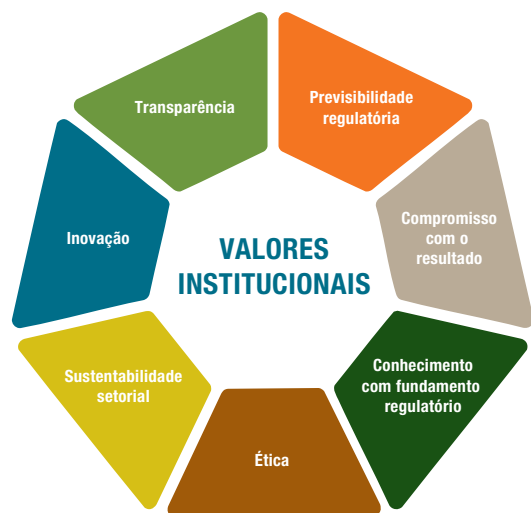 Transparência
Previsibilidade
regulatória
Inovação
VALORES
INSTITUCIONAIS
Compromisso
com o
resultado
Sustentabilidade
setorial
Conhecimento
com fundamento
regulatório
Ética